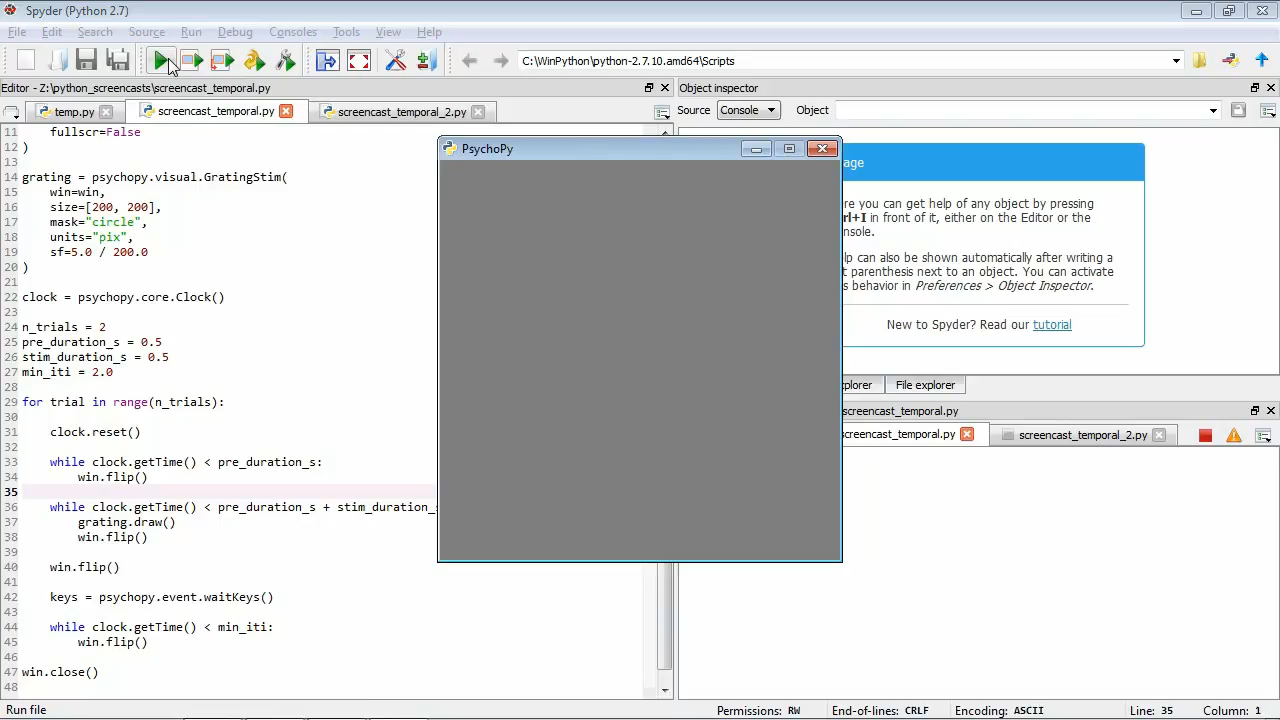 Spyder (Python 2.7)
File Edit Search Source Run Debug Consoles Tools View Help
C:\WinPython\python-2.7.10.amd64\Scripts
Editor - Z:\python_screencasts\screencast_temporal.py
Object inspector
temp.py screencast_temporal.py screencast_temporal_2.py
Source Console Object
11 fullscr=False
12 )
13
14 grating = psychopy.visual.GratingStim(
15 win=win,
16 size=[200, 200],
17 mask="circle",
18 units="pix",
19 sf=5.0 / 200.0
20 )
21
22 clock = psychopy.core.Clock()
23
24 n_trials = 2
25 pre_duration_s = 0.5
26 stim_duration_s = 0.5
27 min_iti = 2.0
28
29 for trial in range(n_trials):
30
31 clock.reset()
32
33 while clock.getTime() < pre_duration_s:
34 win.flip()
35
36 while clock.getTime() < pre_duration_s + stim_duration_s
37 grating.draw()
38 win.flip()
39
40 win.flip()
41
42 keys = psychopy.event.waitKeys()
43
44 while clock.getTime() < min_iti:
45 win.flip()
46
47 win.close()
48
PsychoPy
age
re you can get help of any object by pressing
rl+I in front of it, either on the Editor or the
nsole.
lp can also be shown automatically after writing a
t parenthesis next to an object. You can activate
s behavior in Preferences > Object Inspector.
New to Spyder? Read our tutorial
xplorer File explorer
screencast_temporal.py
screencast_temporal.py screencast_temporal_2.py
Run file Permissions: RW End-of-lines: CRLF Encoding: ASCII Line: 35 Column: 1